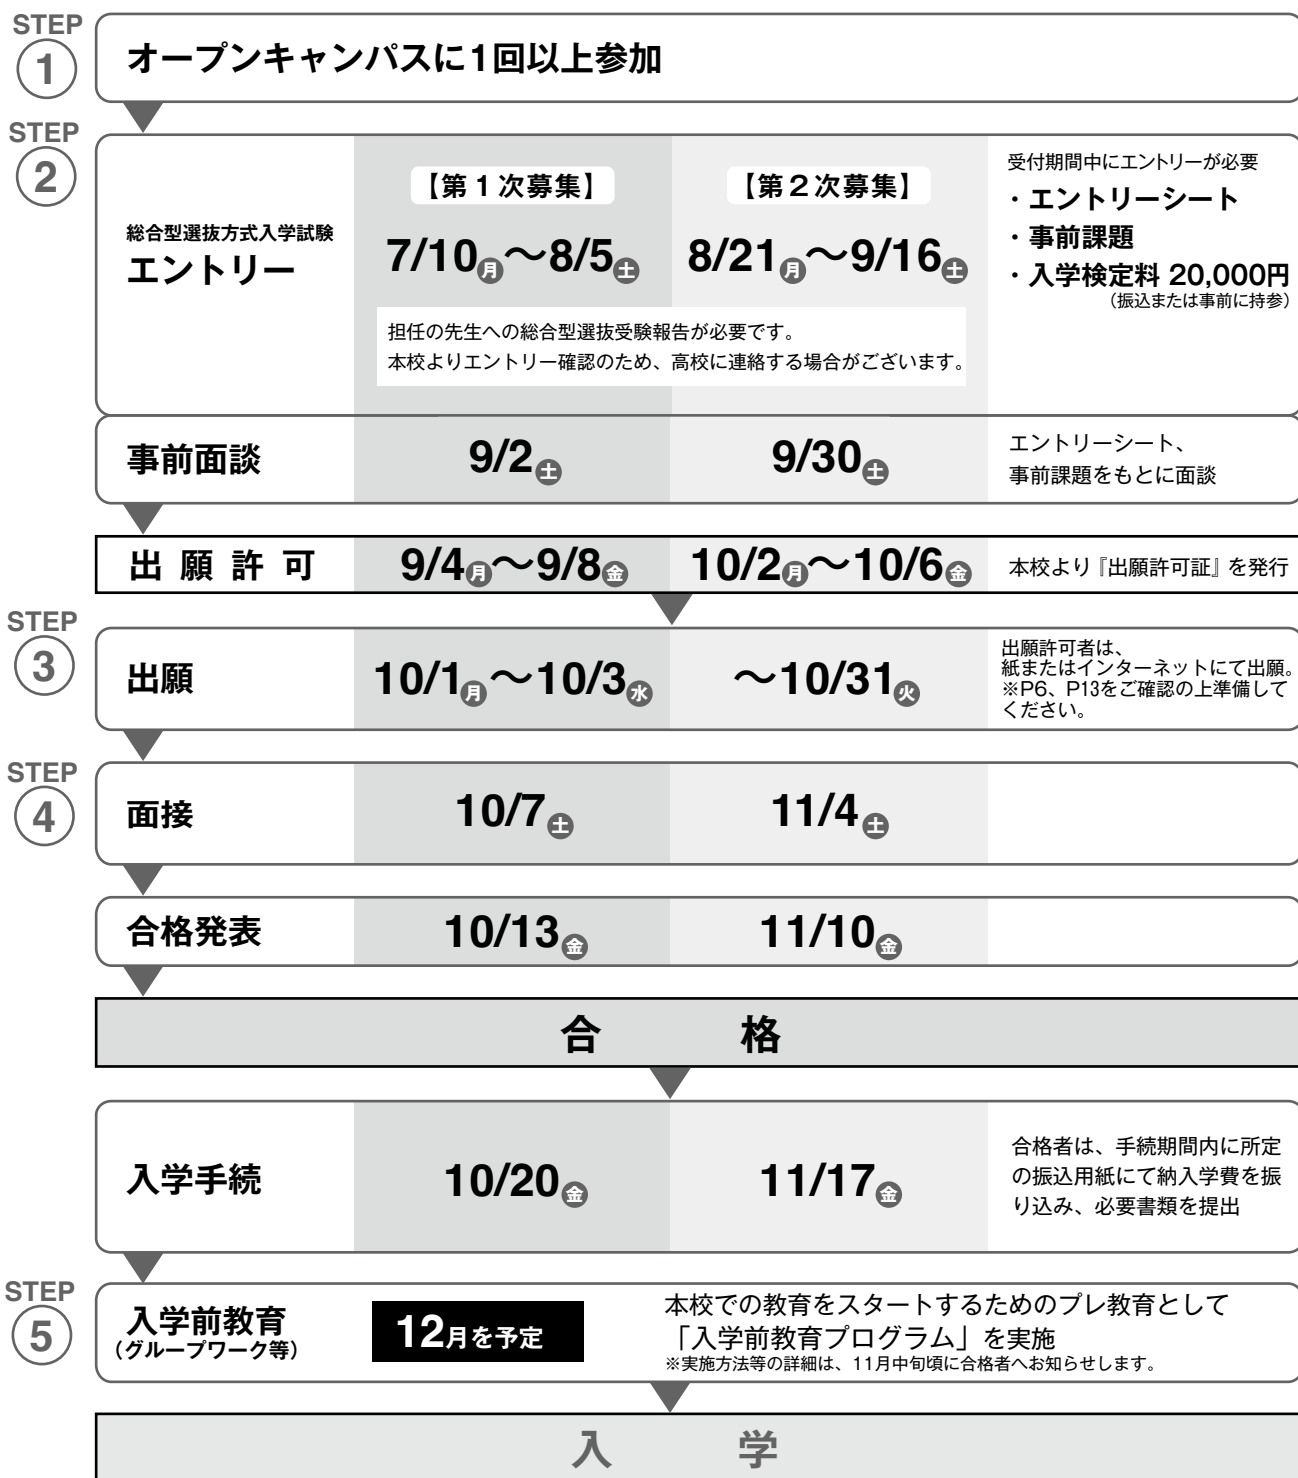 STEP
1
オープンキャンパスに1回以上参加
STEP
2
総合型選抜方式入学試験
エントリー
【第1次募集】
7/10月〜8/5土
【第2次募集】
8/21月〜9/16土
担任の先生への総合型選抜受験報告が必要です。
本校よりエントリー確認のため、高校に連絡する場合がございます。
受付期間中にエントリーが必要
・エントリーシート
・事前課題
・入学検定料 20,000円
(振込または事前に持参)
事前面談
9/2土
9/30土
エントリーシート、
事前課題をもとに面談
出願許可
9/4月〜9/8金
10/2月〜10/6金
本校より『出願許可証』を発行
STEP
3
出願
10/1月〜10/3水
〜10/31火
出願許可者は、
紙またはインターネットにて出願。
※P6、P13をご確認の上準備して
ください。
STEP
4
面接
10/7土
11/4土
合格発表
10/13金
11/10金
合格
入学手続
10/20金
11/17金
合格者は、手続期間内に所定
の振込用紙にて納入学費を振
り込み、必要書類を提出
STEP
5
入学前教育
(グループワーク等)
12月を予定
本校での教育をスタートするためのプレ教育として
「入学前教育プログラム」を実施
※実施方法等の詳細は、11月中旬頃に合格者へお知らせします。
入学